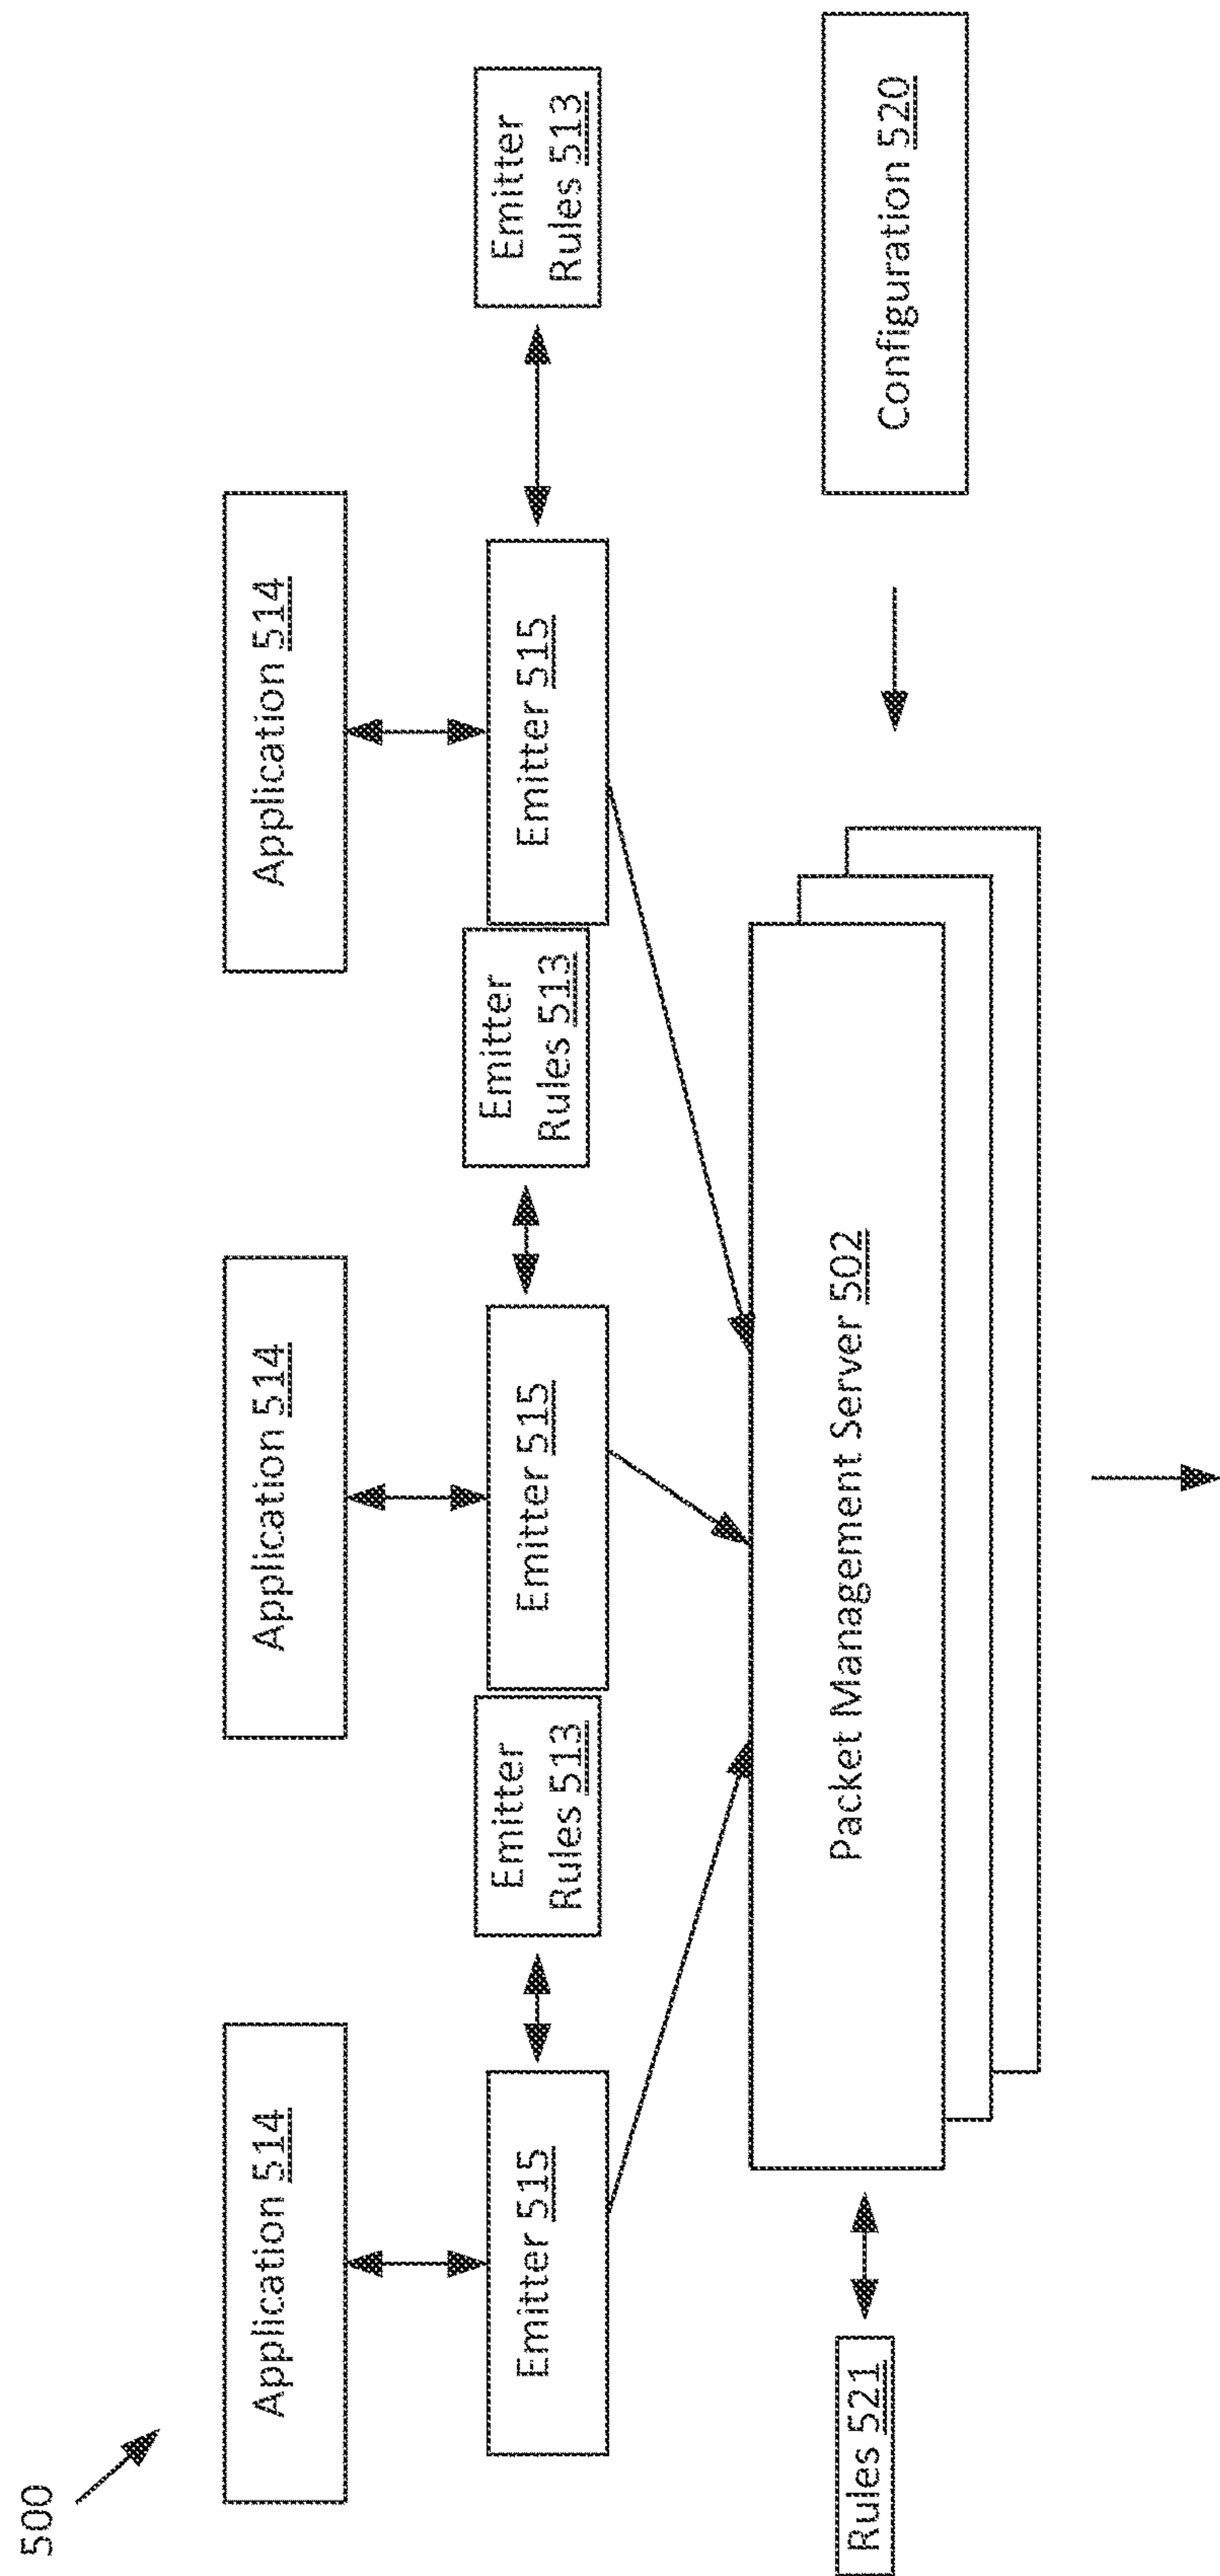 500
Application 514
Application 514
Application 514
Emitter 515
Emitter
Rules 513
Emitter 515
Emitter
Rules 513
Emitter 515
Emitter
Rules 513
Rules 521
Packet Management Server 502
Configuration 520